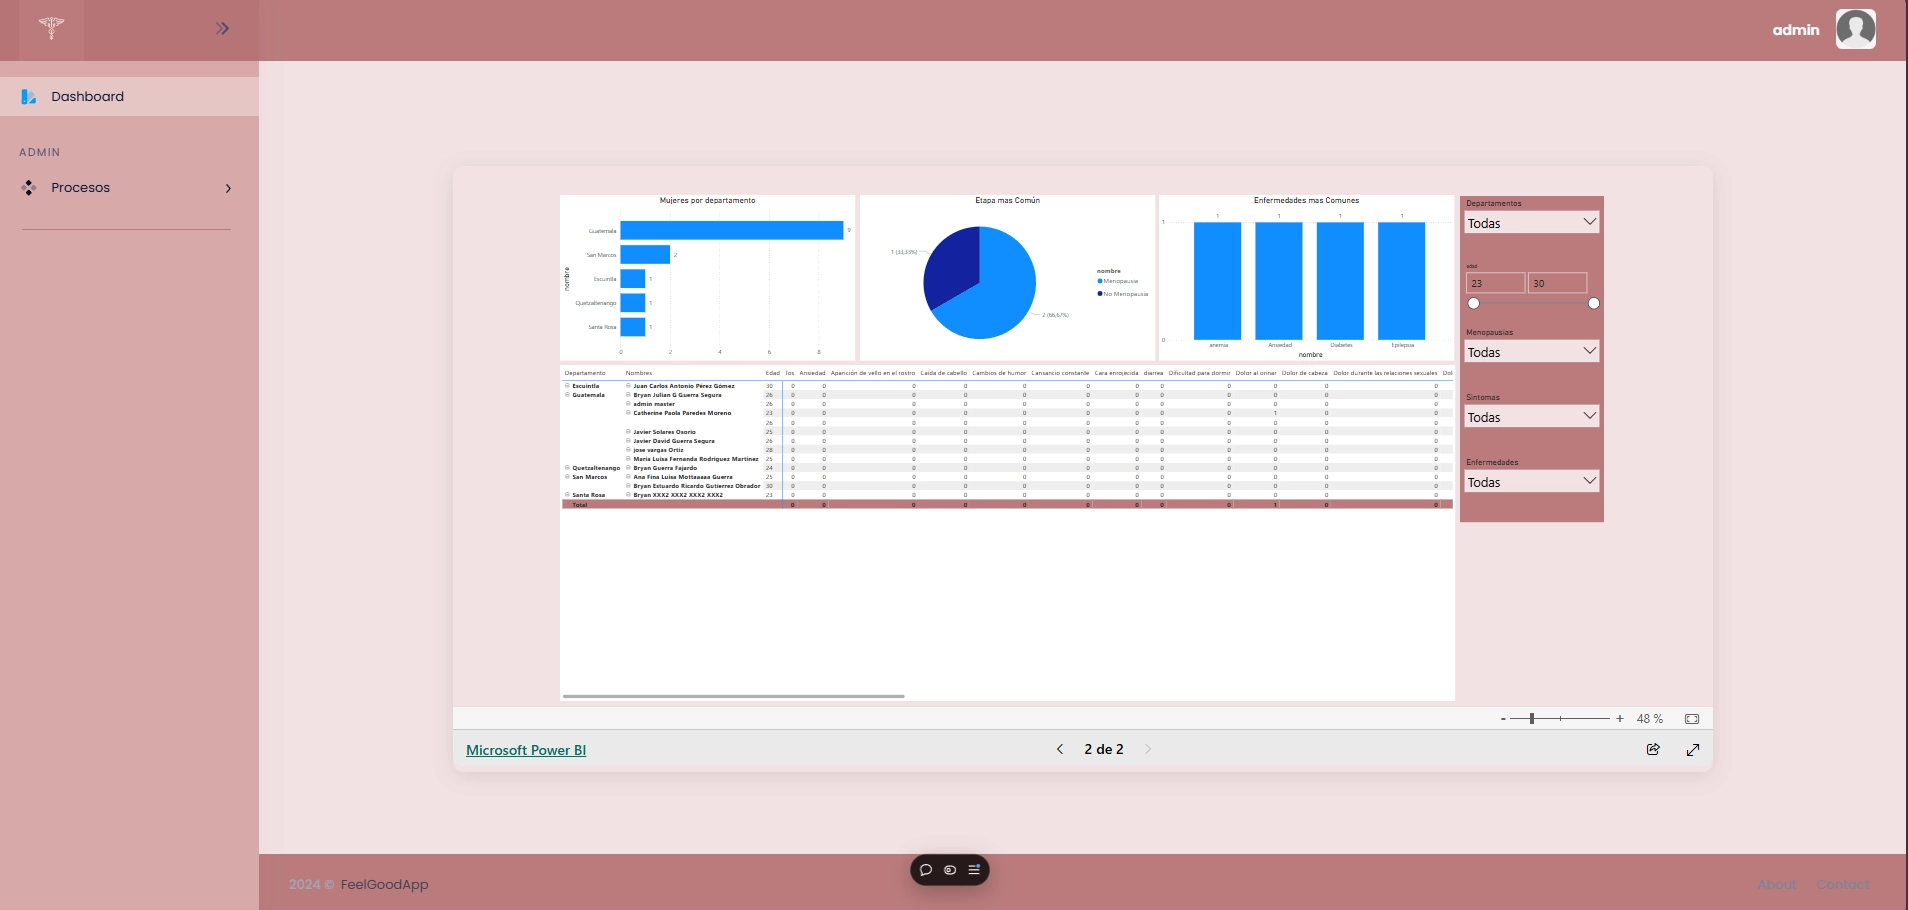 admin
Dashboard
ADMIN
Procesos
Mujeres por departamento
nombre
Guatemala 9
San Marcos 2
Escuintla 1
Quetzaltenango 1
Santa Rosa 1
0 2 4 6 8
Etapa mas Común
1 (33,33%)
2 (66,67%)
nombre
Menopausia
No Menopausia
Enfermedades mas Comunes
1 1 1 1
1
0
anemia Ansiedad Diabetes Epilepsia
nombre
Departamentos
Todas
edad
23 30
Menopausias
Todas
Sintomas
Todas
Enfermedades
Todas
Departamento Nombres Edad Tos Ansiedad Aparición de vello en el rostro Caida de cabello Cambios de humor Cansancio constante Cara enrojecida diarrea Dificultad para dormir Dolor al orinar Dolor de cabeza Dolor durante las relaciones sexuales Dol
Escuintla Juan Carlos Antonio Pérez Gómez 30 0 0 0 0 0 0 0 0 0 0 0 0
Guatemala Bryan Julian G Guerra Segura 26 0 0 0 0 0 0 0 0 0 0 0 0
admin master 26 0 0 0 0 0 0 0 0 0 0 0 0
Catherine Paola Paredes Moreno 23 0 0 0 0 0 0 0 0 0 1 0 0
26 0 0 0 0 0 0 0 0 0 0 0 0
Javier Solares Osorio 25 0 0 0 0 0 0 0 0 0 0 0 0
Javier David Guerra Segura 26 0 0 0 0 0 0 0 0 0 0 0 0
jose vargas Ortiz 28 0 0 0 0 0 0 0 0 0 0 0 0
Maria Luisa Fernanda Rodriguez Martinez 25 0 0 0 0 0 0 0 0 0 0 0 0
Quetzaltenango Bryan Guerra Fajardo 24 0 0 0 0 0 0 0 0 0 0 0 0
San Marcos Ana Fina Luisa Mottaaaaa Guerra 25 0 0 0 0 0 0 0 0 0 0 0 0
Bryan Estuardo Ricardo Gutierrez Obrador 30 0 0 0 0 0 0 0 0 0 0 0 0
Santa Rosa Bryan XXX2 XXX2 XXX2 XXX2 23 0 0 0 0 0 0 0 0 0 0 0 0
Total 0 0 0 0 0 0 0 0 0 1 0 0
- + 48 %
Microsoft Power BI
2 de 2
2024 © FeelGoodApp
About Contact